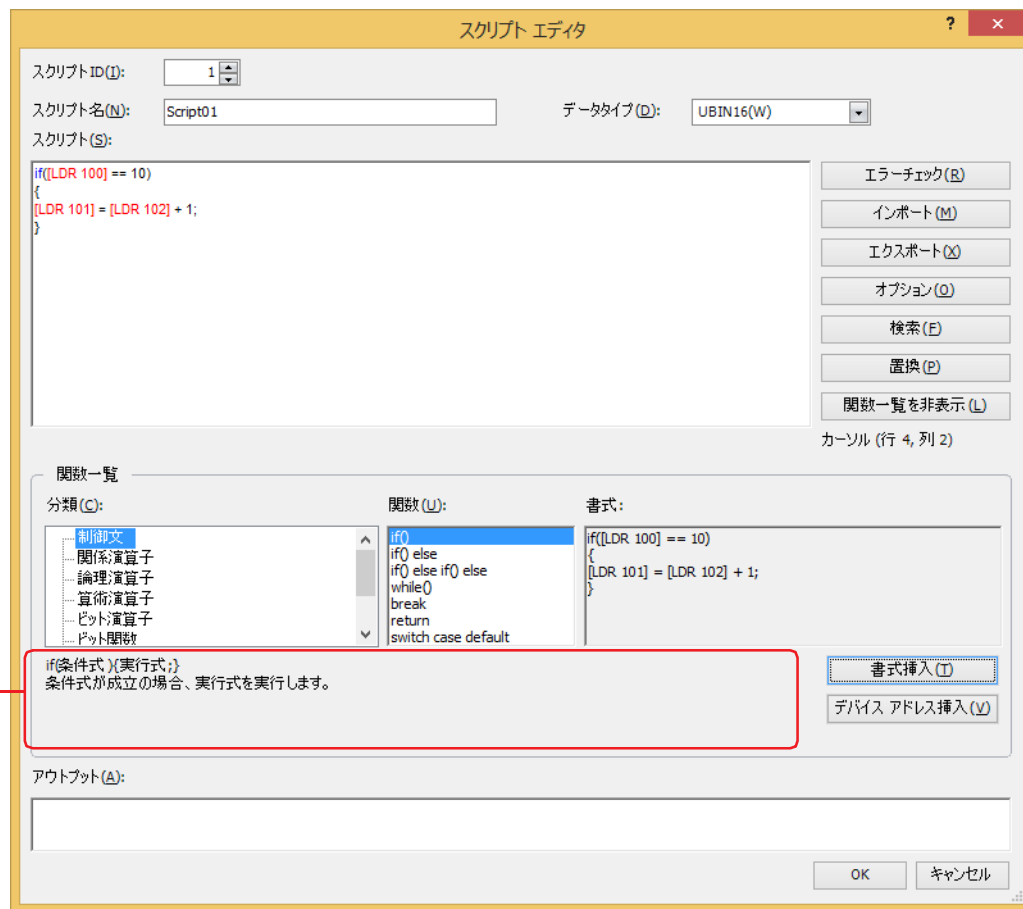 スクリプト エディタ ? ×
スクリプトID(I): 1
スクリプト名(N): Script01 データタイプ(D): UBIN16(W)
スクリプト(S):
if([LDR 100] == 10)
{
[LDR 101] = [LDR 102] + 1;
}
エラーチェック(R)
インポート(M)
エクスポート(X)
オプション(O)
検索(F)
置換(P)
関数一覧を非表示(L)
カーソル (行 4, 列 2)
関数一覧
分類(C): 関数(U): 書式:
制御文
関係演算子
論理演算子
算術演算子
ビット演算子
ビット関数
if()
if() else
if() else if() else
while()
break
return
switch case default
if([LDR 100] == 10)
{
[LDR 101] = [LDR 102] + 1;
}
if(条件式){実行式;}
条件式が成立の場合、実行式を実行します。
書式挿入(T)
デバイス アドレス挿入(V)
アウトプット(A):
OK キャンセル